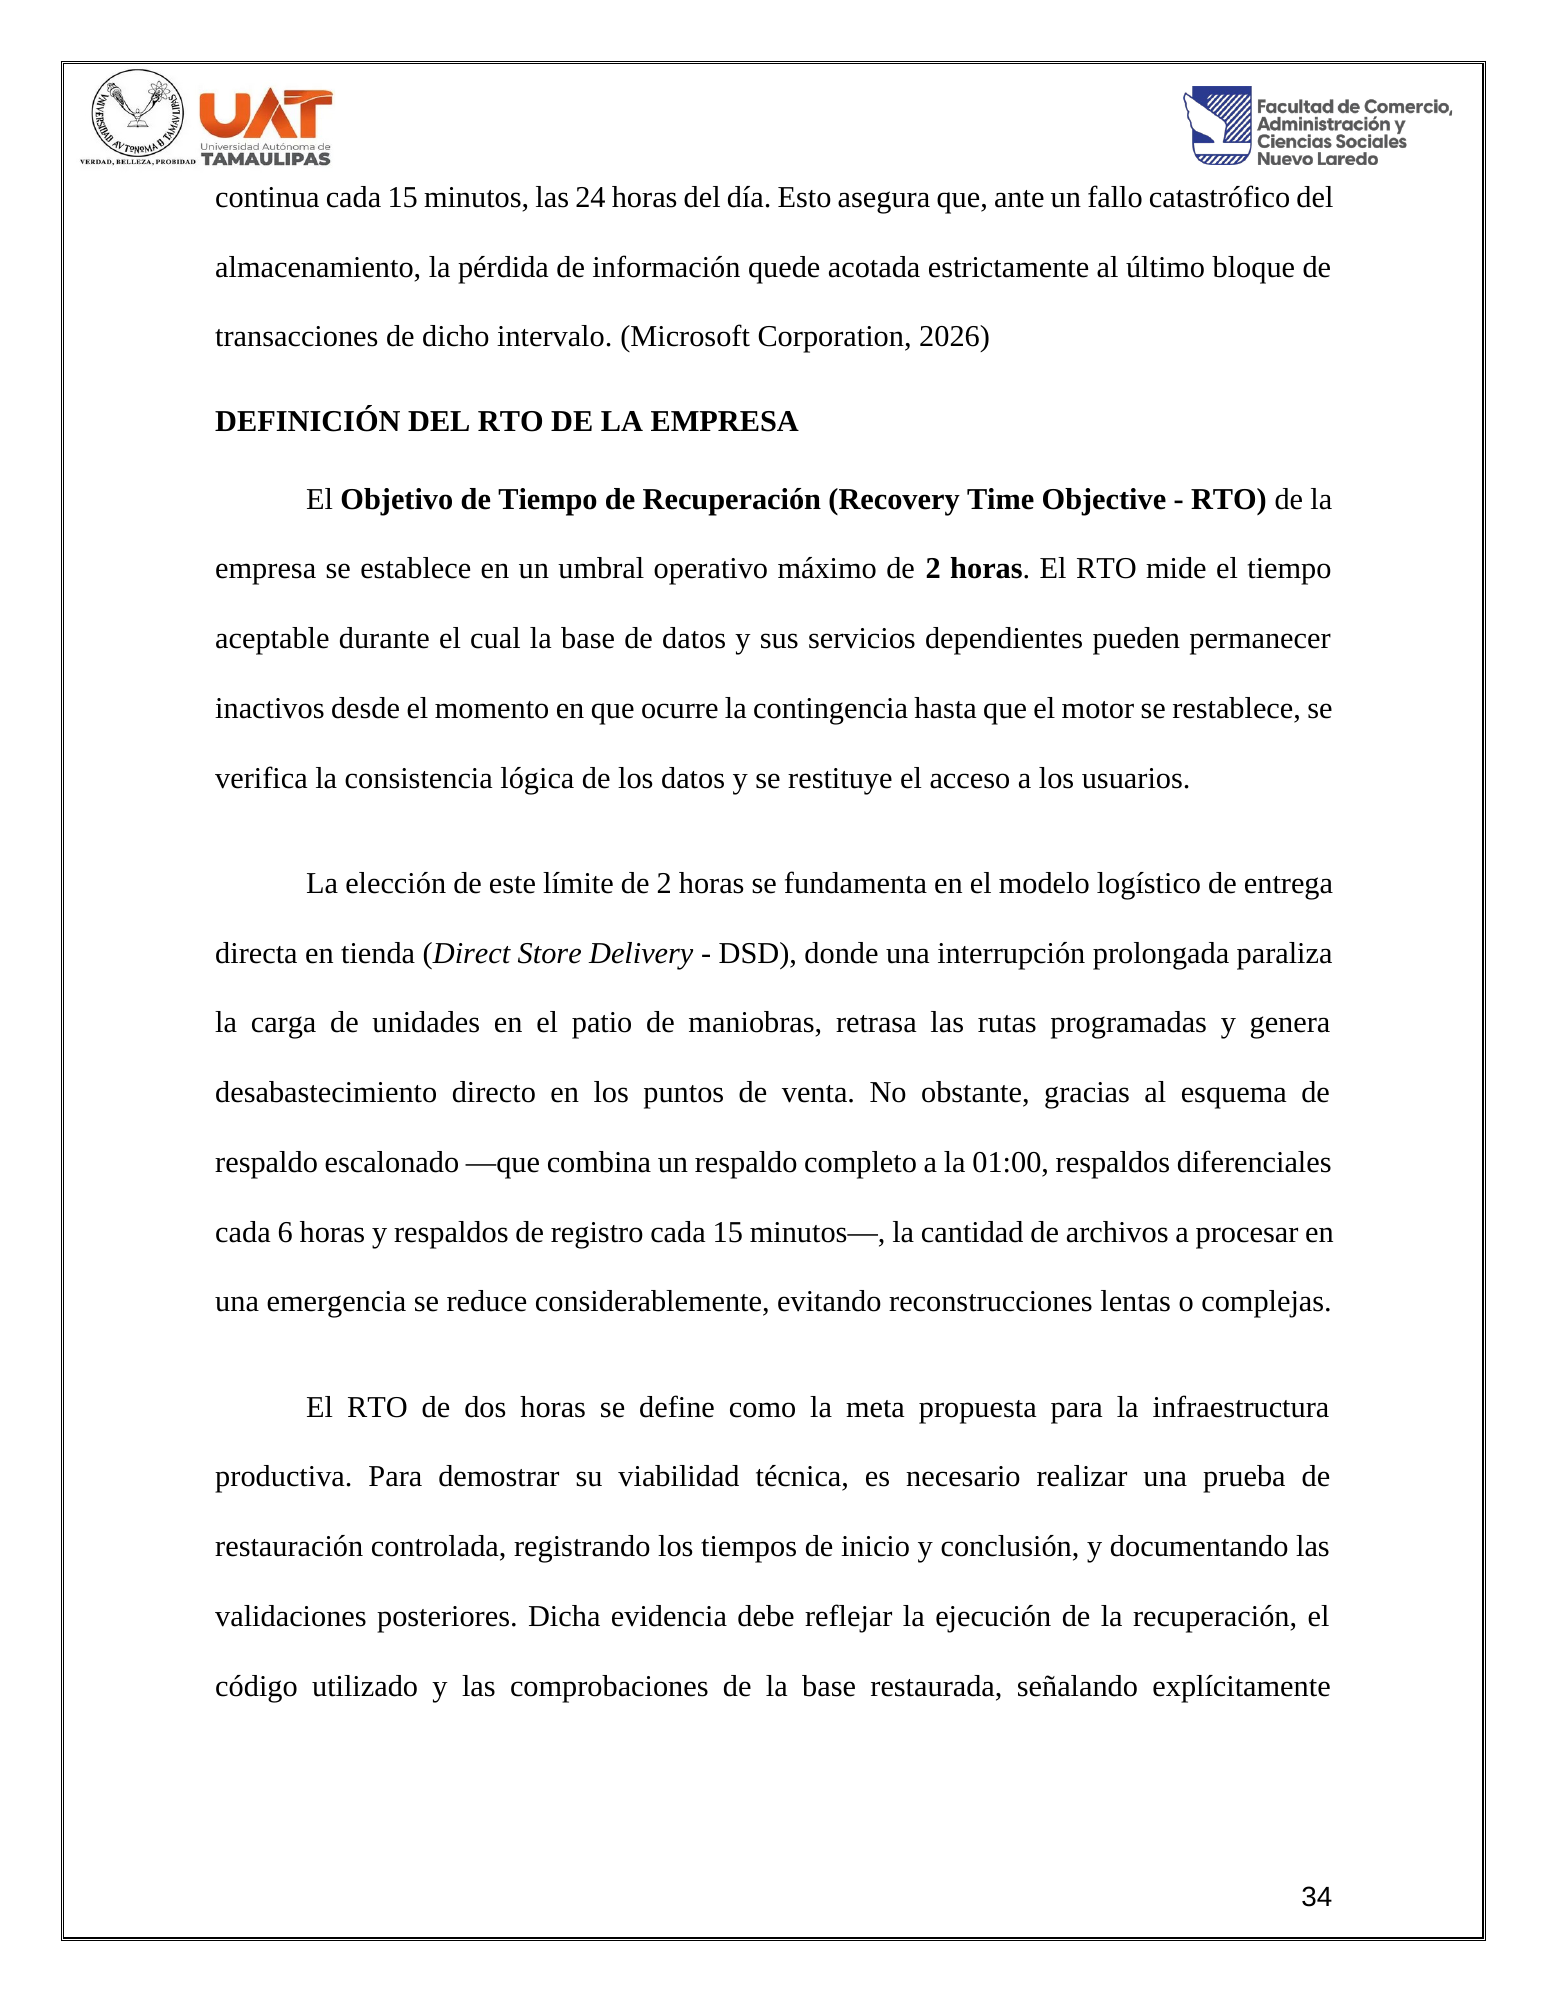 UNIVERSIDAD AUTONOMA DE TAMAULIPAS
VERDAD, BELLEZA, PROBIDAD
UAT
Universidad Autónoma de
TAMAULIPAS
Facultad de Comercio,
Administración y
Ciencias Sociales
Nuevo Laredo
continua cada 15 minutos, las 24 horas del día. Esto asegura que, ante un fallo catastrófico del
almacenamiento, la pérdida de información quede acotada estrictamente al último bloque de
transacciones de dicho intervalo. (Microsoft Corporation, 2026)
DEFINICIÓN DEL RTO DE LA EMPRESA
El Objetivo de Tiempo de Recuperación (Recovery Time Objective - RTO) de la
empresa se establece en un umbral operativo máximo de 2 horas. El RTO mide el tiempo
aceptable durante el cual la base de datos y sus servicios dependientes pueden permanecer
inactivos desde el momento en que ocurre la contingencia hasta que el motor se restablece, se
verifica la consistencia lógica de los datos y se restituye el acceso a los usuarios.
La elección de este límite de 2 horas se fundamenta en el modelo logístico de entrega
directa en tienda (Direct Store Delivery - DSD), donde una interrupción prolongada paraliza
la carga de unidades en el patio de maniobras, retrasa las rutas programadas y genera
desabastecimiento directo en los puntos de venta. No obstante, gracias al esquema de
respaldo escalonado —que combina un respaldo completo a la 01:00, respaldos diferenciales
cada 6 horas y respaldos de registro cada 15 minutos—, la cantidad de archivos a procesar en
una emergencia se reduce considerablemente, evitando reconstrucciones lentas o complejas.
El RTO de dos horas se define como la meta propuesta para la infraestructura
productiva. Para demostrar su viabilidad técnica, es necesario realizar una prueba de
restauración controlada, registrando los tiempos de inicio y conclusión, y documentando las
validaciones posteriores. Dicha evidencia debe reflejar la ejecución de la recuperación, el
código utilizado y las comprobaciones de la base restaurada, señalando explícitamente
34